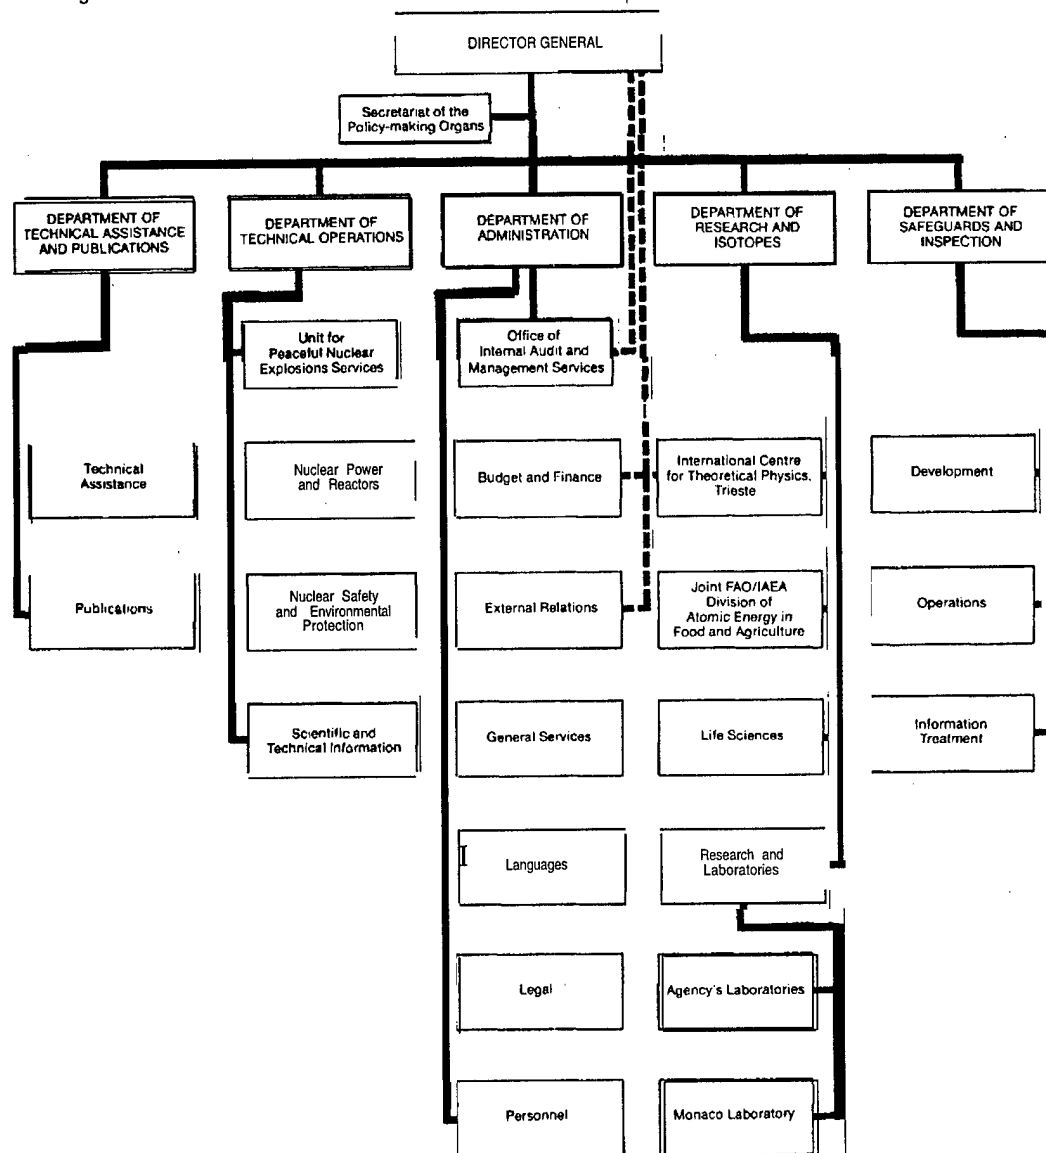 DIRECTOR GENERAL
Secretariat of the
Policy-making Organs
DEPARTMENT OF
TECHNICAL ASSISTANCE
AND PUBLICATIONS
DEPARTMENT OF
TECHNICAL OPERATIONS
DEPARTMENT OF
ADMINISTRATION
DEPARTMENT OF
RESEARCH AND
ISOTOPES
DEPARTMENT OF
SAFEGUARDS AND
INSPECTION
Unit for
Peaceful Nuclear
Explosions Services
Office of
Internal Audit and
Management Services
Technical
Assistance
Nuclear Power
and Reactors
Budget and Finance
International Centre
for Theoretical Physics,
Trieste
Development
Publications
Nuclear Safety
and Environmental
Protection
External Relations
Joint FAO/IAEA
Division of
Atomic Energy in
Food and Agriculture
Operations
Scientific and
Technical Information
General Services
Life Sciences
Information
Treatment
Languages
Research and
Laboratories
Legal
Agency's Laboratories
Personnel
Monaco Laboratory